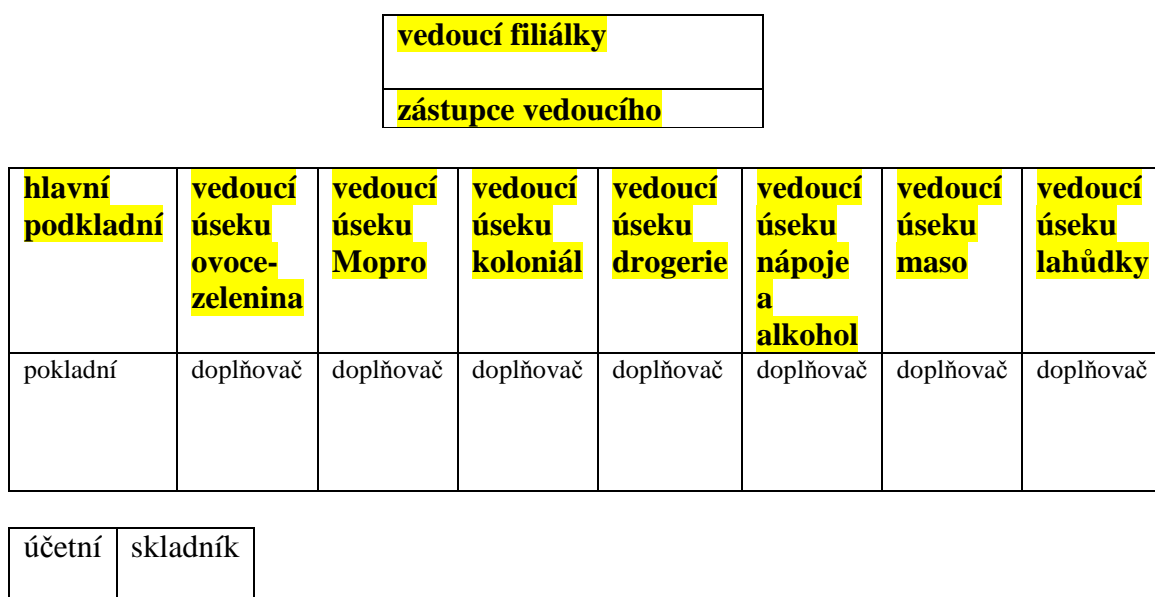 vedoucí filiálky
zástupce vedoucího
hlavní
podkladní
vedoucí
úseku
ovoce-
zelenina
vedoucí
úseku
Mopro
vedoucí
úseku
koloniál
vedoucí
úseku
drogerie
vedoucí
úseku
nápoje
a
alkohol
vedoucí
úseku
maso
vedoucí
úseku
lahůdky
pokladní
doplňovač
doplňovač
doplňovač
doplňovač
doplňovač
doplňovač
doplňovač
účetní
skladník